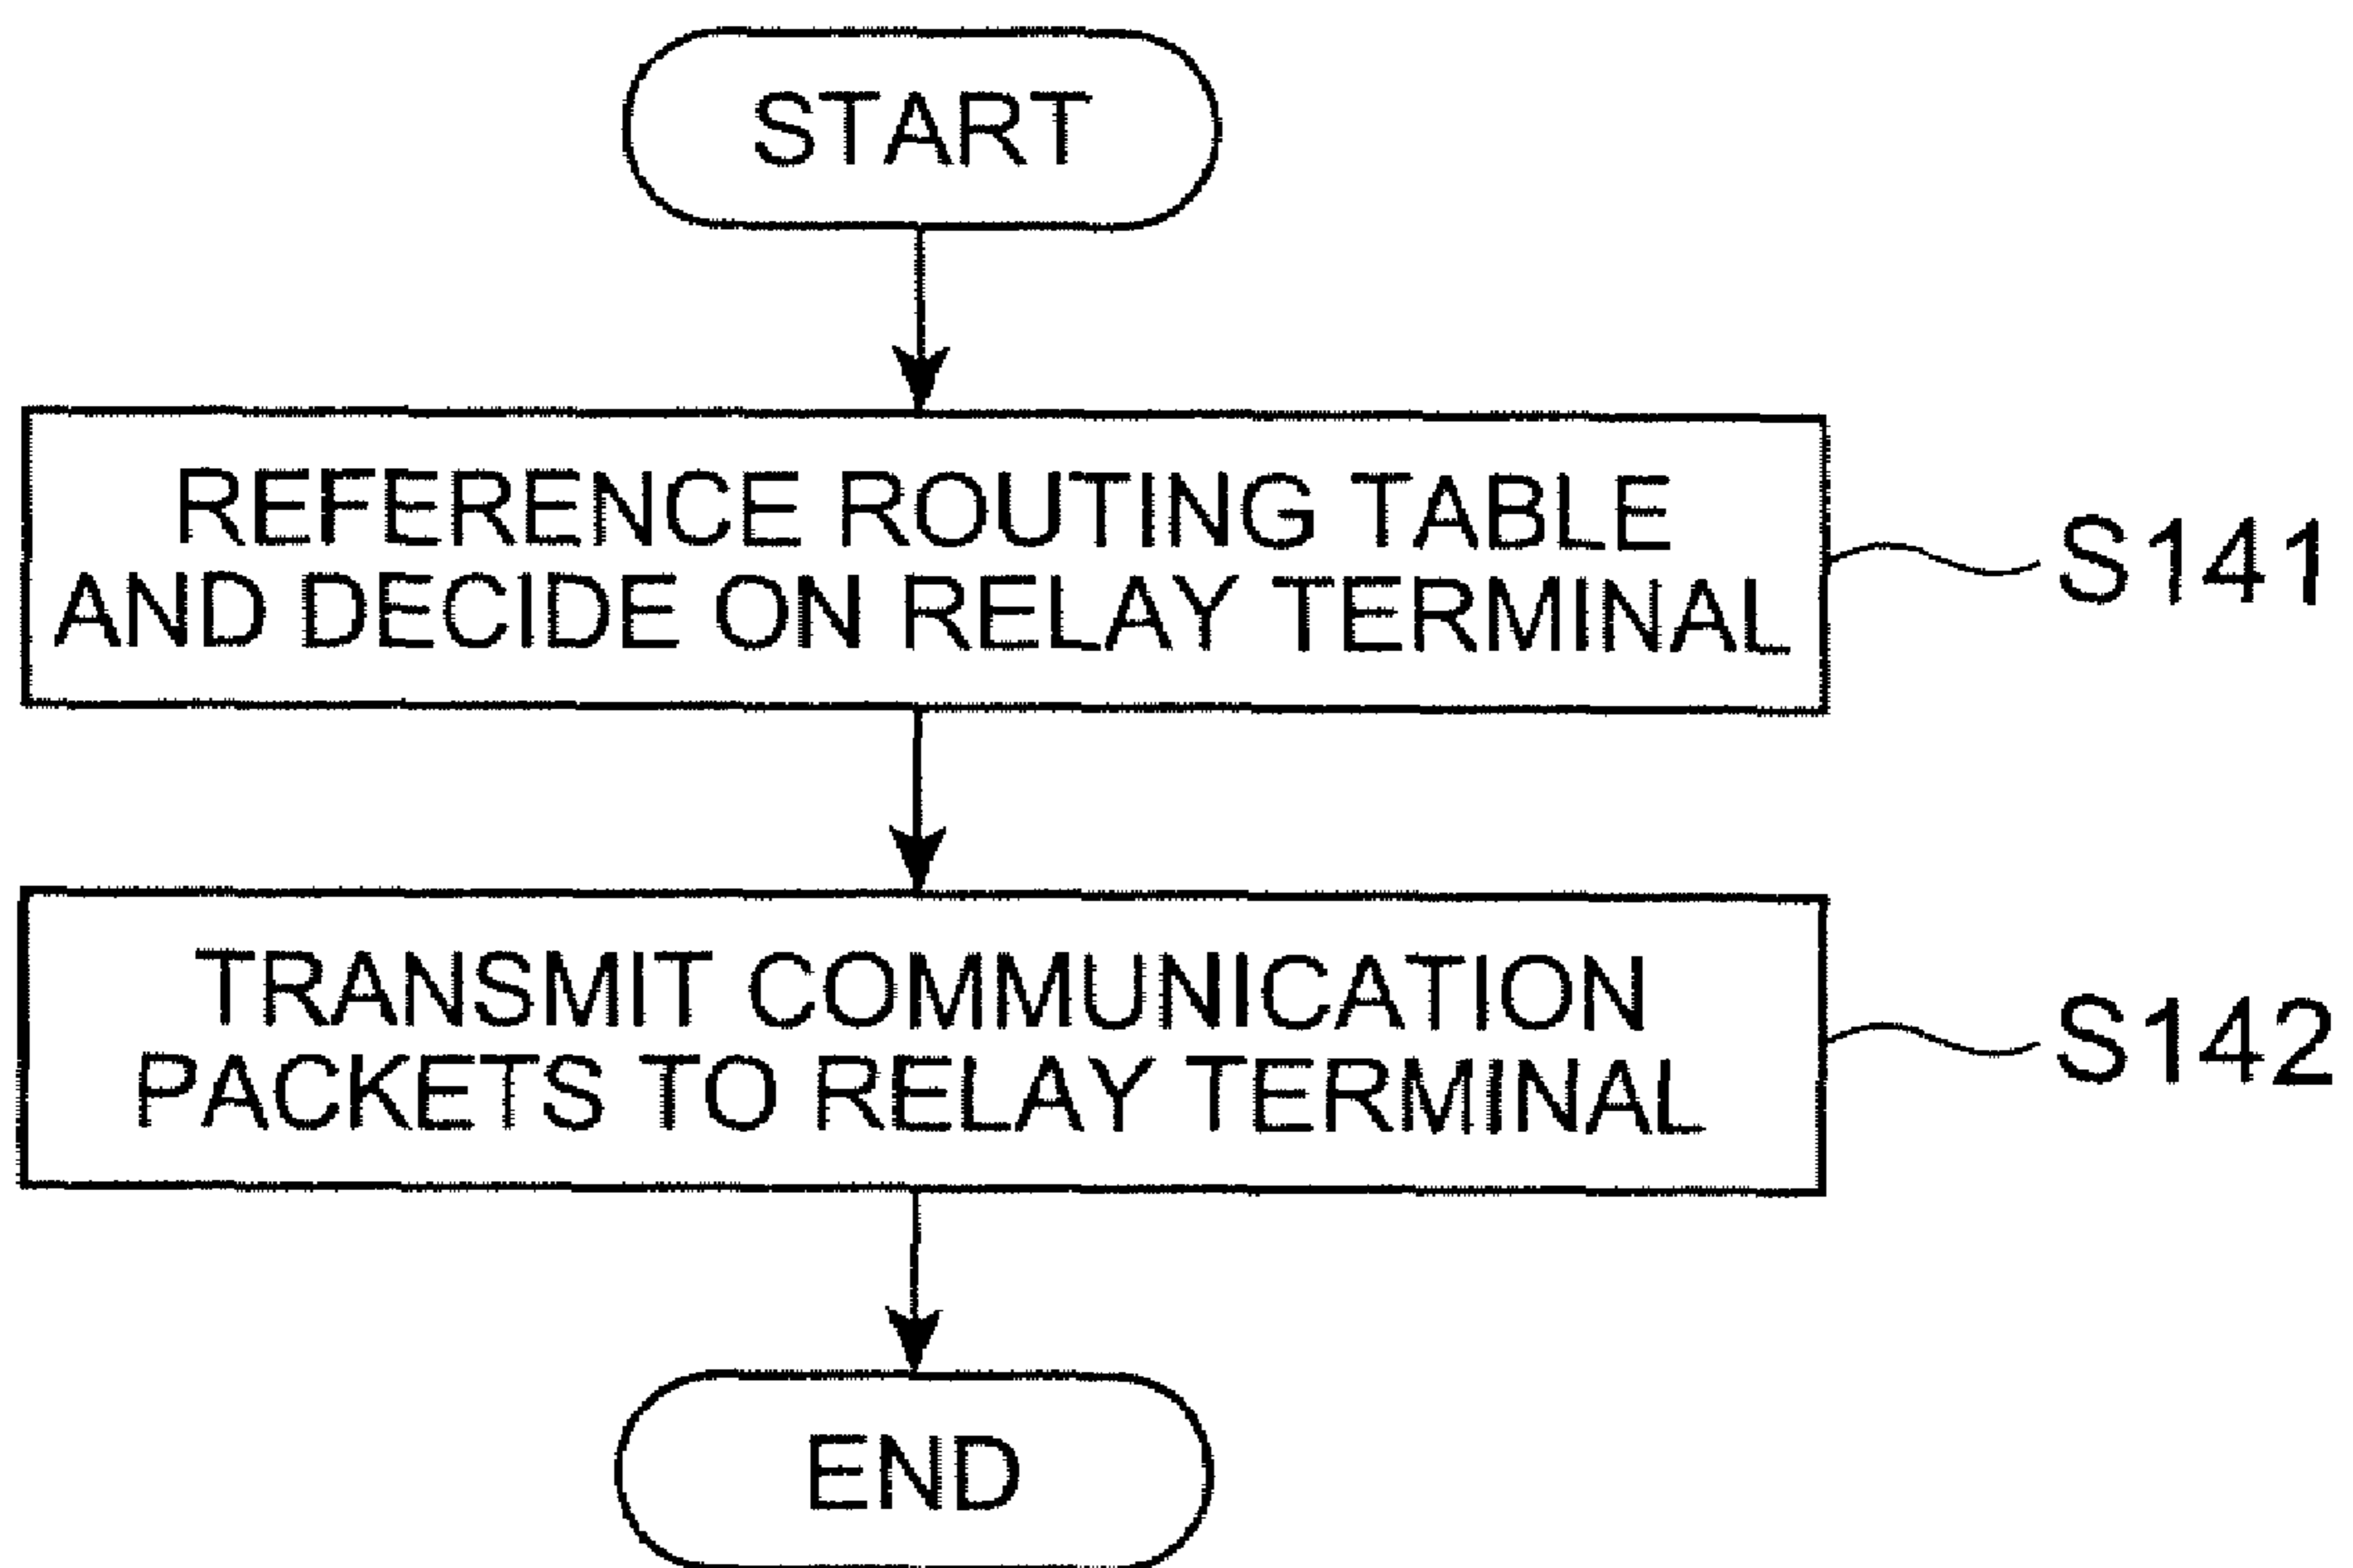 START
REFERENCE ROUTING TABLE
AND DECIDE ON RELAY TERMINAL
S141
TRANSMIT COMMUNICATION
PACKETS TO RELAY TERMINAL
S142
END